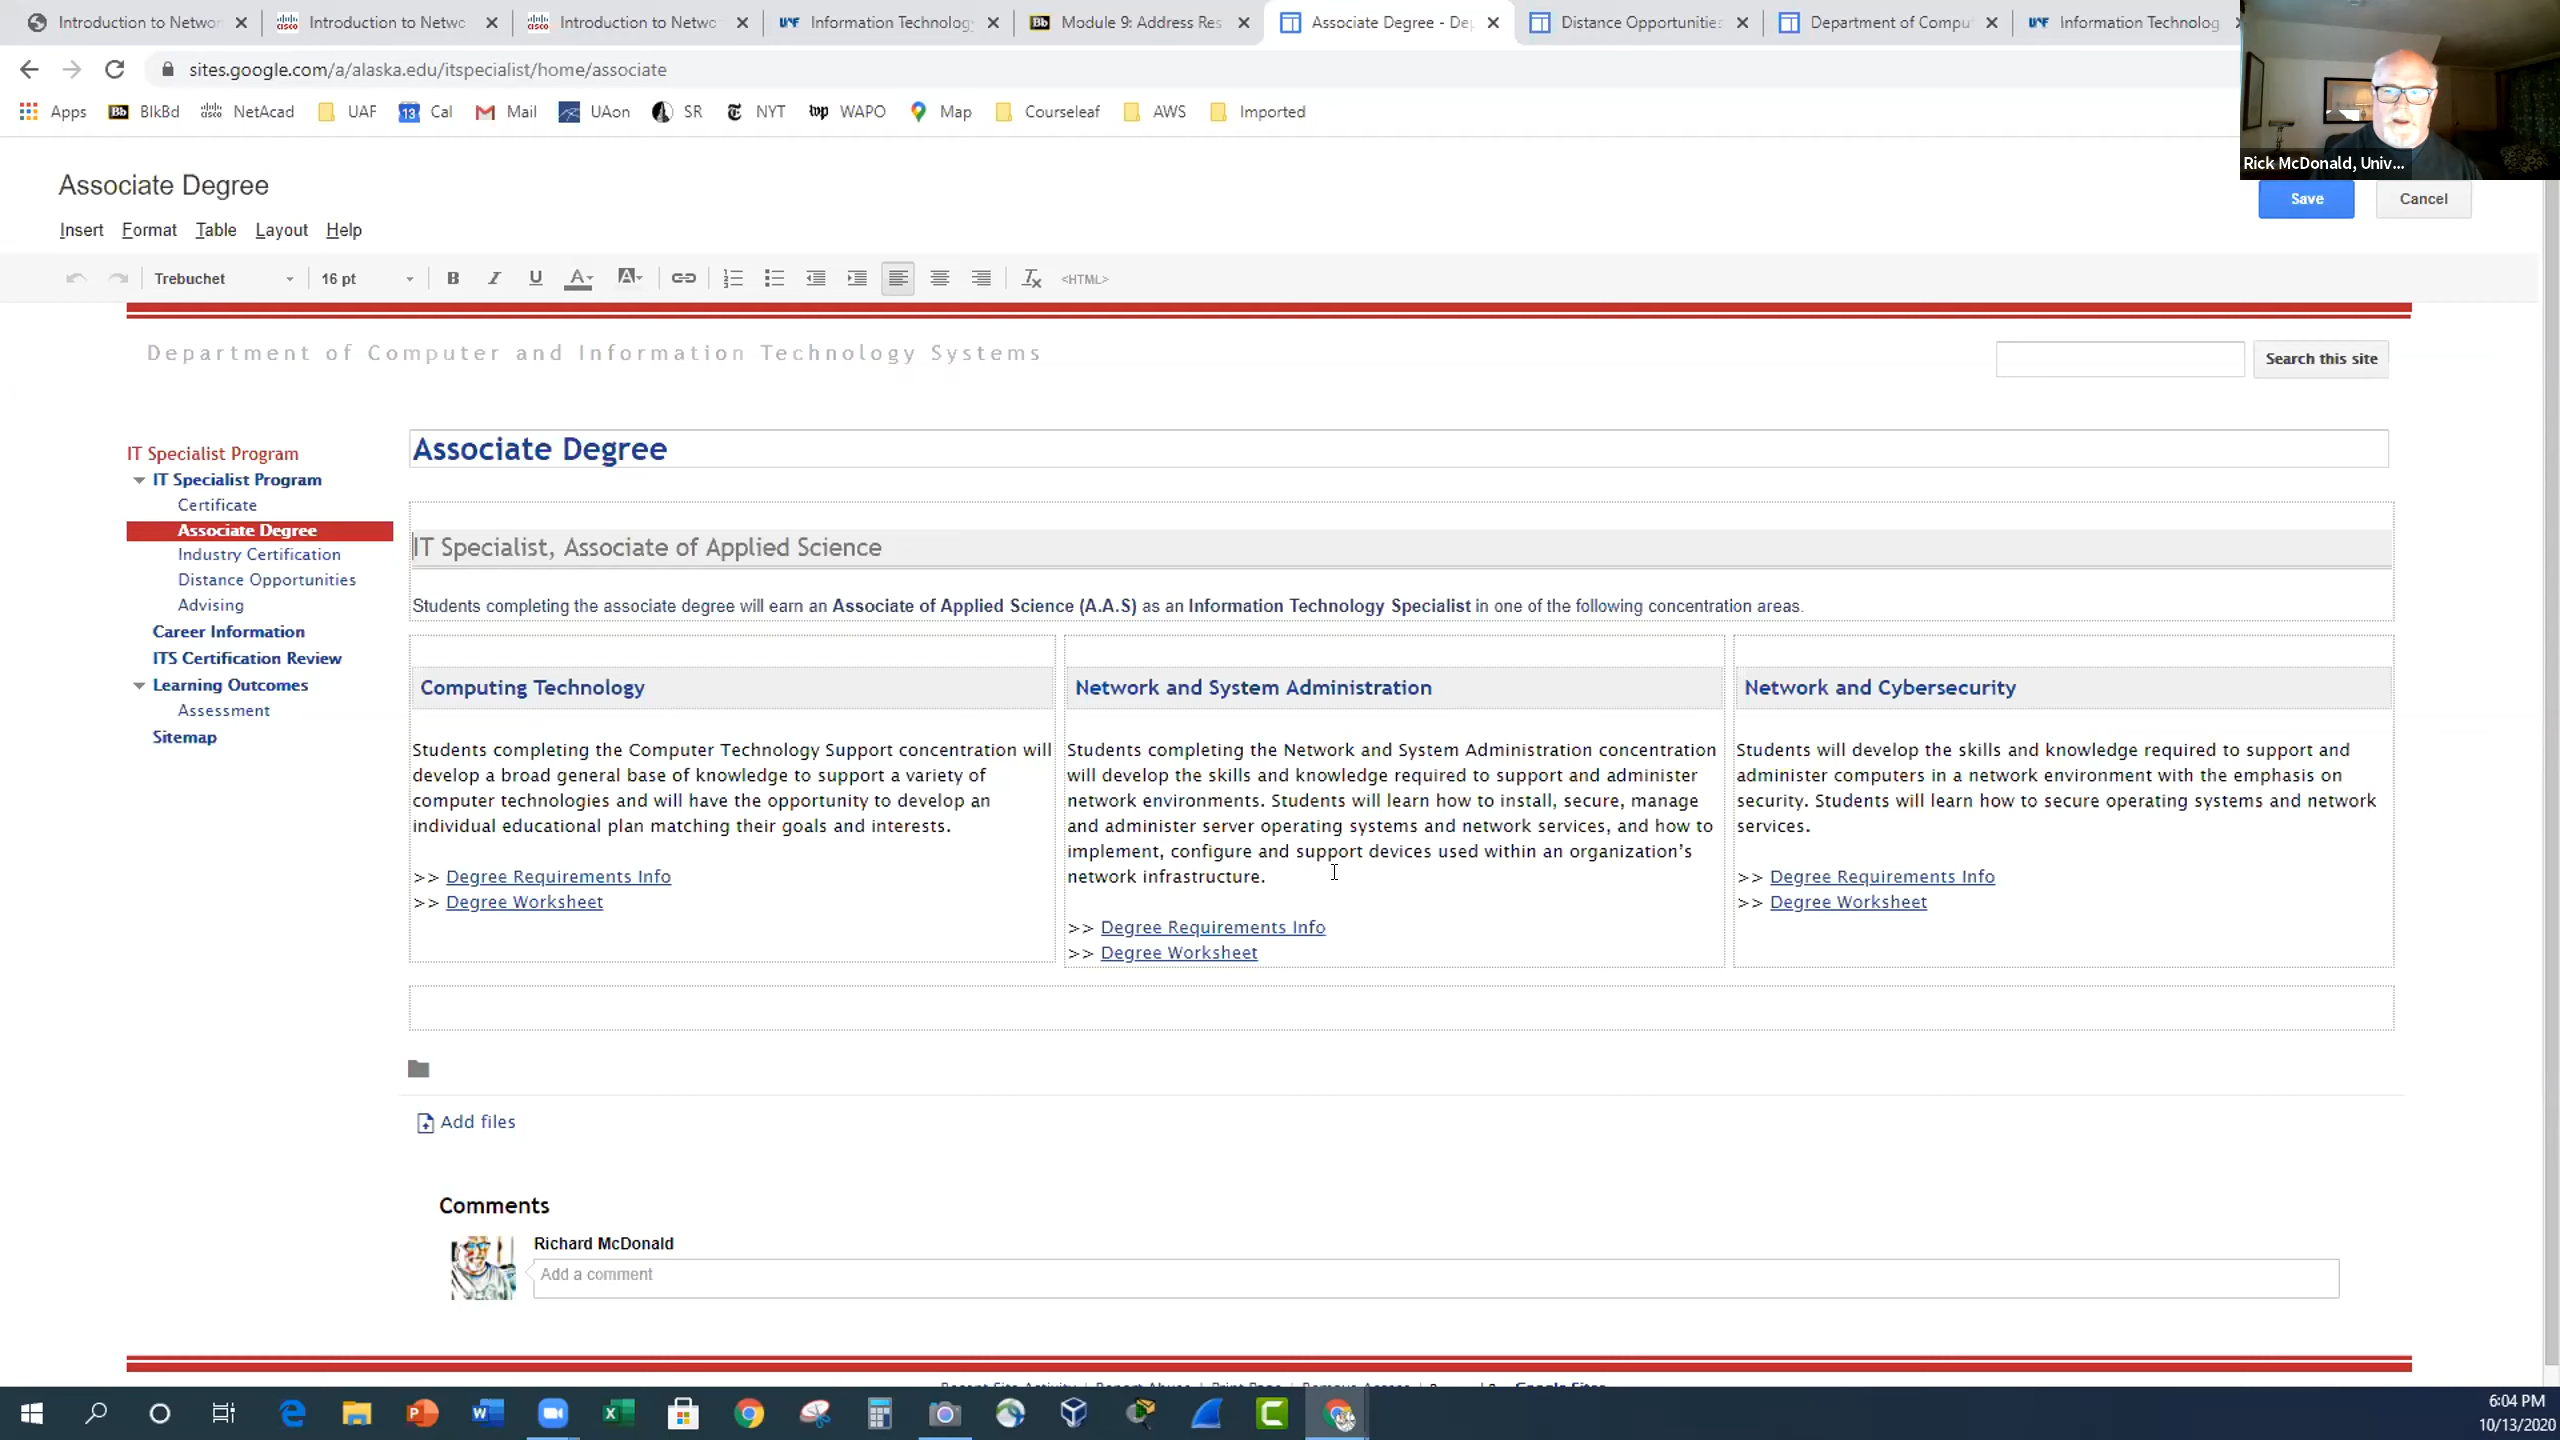 Introduction to Networ
Introduction to Netwo
Introduction to Netwo
Information Technology
Module 9: Address Res
Associate Degree - De
Distance Opportunities
Department of Compu
Information Technolog
sites.google.com/a/alaska.edu/itspecialist/home/associate
Apps
BlkBd
NetAcad
UAF
Cal
Mail
UAon
SR
NYT
WAPO
Map
Courseleaf
AWS
Imported
Rick McDonald, Univ...
Associate Degree
Save
Cancel
Insert Format Table Layout Help
Trebuchet
16 pt
<HTML>
Department of Computer and Information Technology Systems
Search this site
IT Specialist Program
IT Specialist Program
Certificate
Associate Degree
Industry Certification
Distance Opportunities
Advising
Career Information
ITS Certification Review
Learning Outcomes
Assessment
Sitemap
Associate Degree
IT Specialist, Associate of Applied Science
Students completing the associate degree will earn an Associate of Applied Science (A.A.S) as an Information Technology Specialist in one of the following concentration areas.
Computing Technology
Students completing the Computer Technology Support concentration will
develop a broad general base of knowledge to support a variety of
computer technologies and will have the opportunity to develop an
individual educational plan matching their goals and interests.
>> Degree Requirements Info
>> Degree Worksheet
Network and System Administration
Students completing the Network and System Administration concentration
will develop the skills and knowledge required to support and administer
network environments. Students will learn how to install, secure, manage
and administer server operating systems and network services, and how to
implement, configure and support devices used within an organization’s
network infrastructure.
>> Degree Requirements Info
>> Degree Worksheet
Network and Cybersecurity
Students will develop the skills and knowledge required to support and
administer computers in a network environment with the emphasis on
security. Students will learn how to secure operating systems and network
services.
>> Degree Requirements Info
>> Degree Worksheet
Add files
Comments
Richard McDonald
Add a comment
6:04 PM
10/13/2020